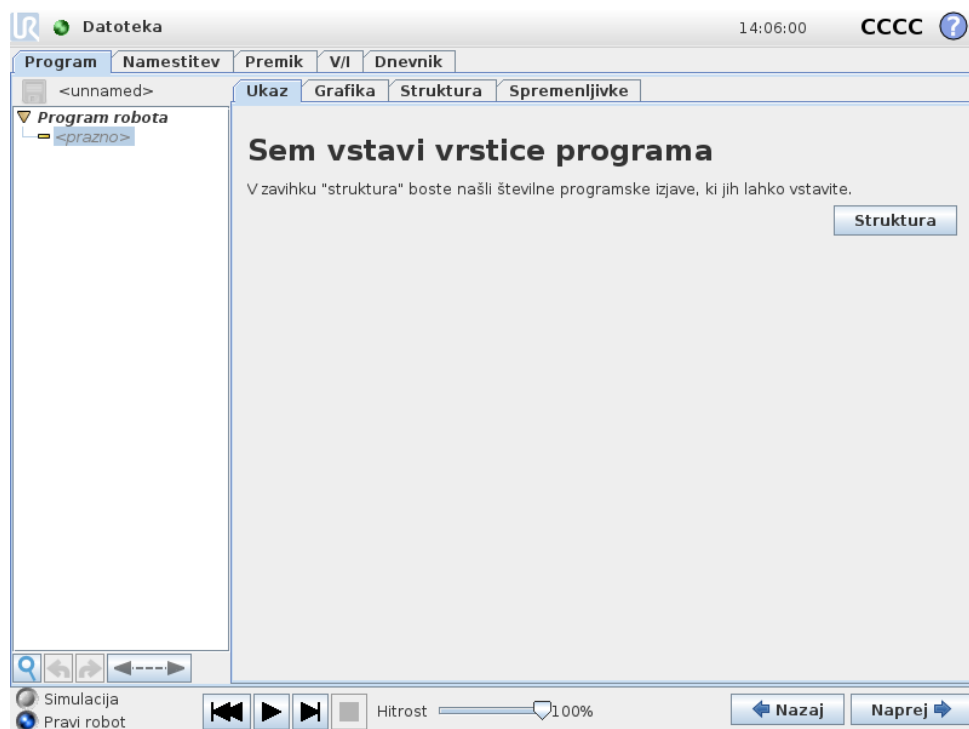 UR Datoteka 14:06:00 CCCC ?
Program Namestitev Premik V/I Dnevnik
<unnamed> Ukaz Grafika Struktura Spremenljivke
Program robota
<prazno>
Sem vstavi vrstice programa
V zavihku "struktura" boste našli številne programske izjave, ki jih lahko vstavite.
Struktura
Simulacija
Pravi robot
Hitrost 100%
Nazaj Naprej